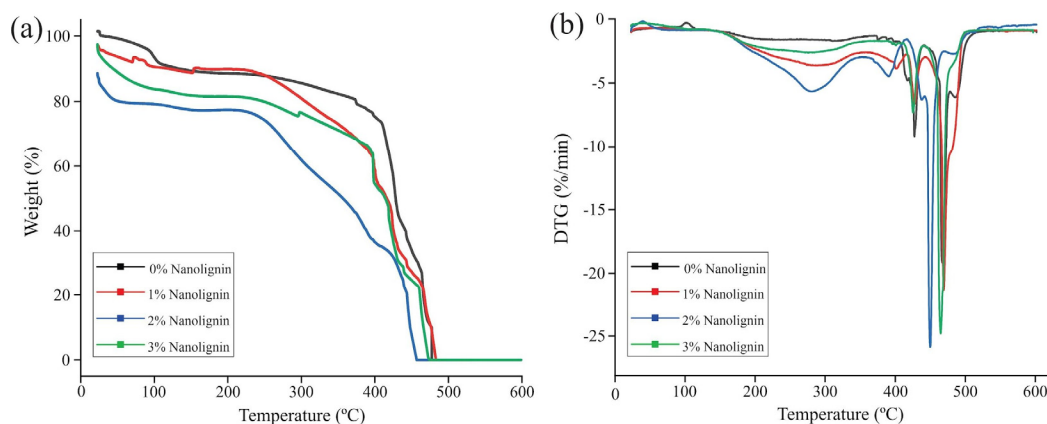 (a)
Weight (%)
100
80
60
40
20
0
0% Nanolignin
1% Nanolignin
2% Nanolignin
3% Nanolignin
0
100
200
300
400
500
600
Temperature (ºC)
(b)
DTG (%/min)
0
-5
-10
-15
-20
-25
0% Nanolignin
1% Nanolignin
2% Nanolignin
3% Nanolignin
0
100
200
300
400
500
600
Temperature (ºC)